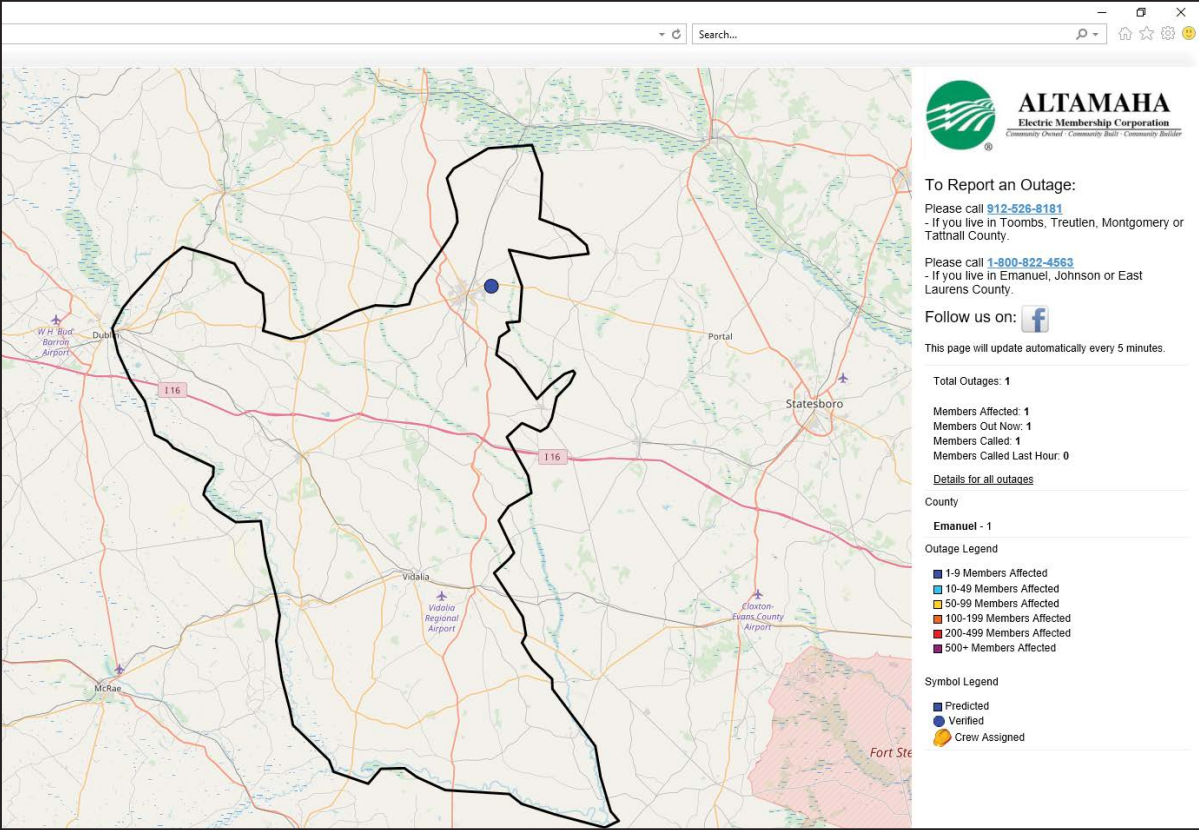 Search...
ALTAMAHA
Electric Membership Corporation
Community Owned · Community Built · Community Builder
®
To Report an Outage:
Please call 912-526-8181
- If you live in Toombs, Treutlen, Montgomery or
Tattnall County.
Please call 1-800-822-4563
- If you live in Emanuel, Johnson or East
Laurens County.
Follow us on:
This page will update automatically every 5 minutes.
Total Outages: 1
Members Affected: 1
Members Out Now: 1
Members Called: 1
Members Called Last Hour: 0
Details for all outages
County
Emanuel - 1
Outage Legend
1-9 Members Affected
10-49 Members Affected
50-99 Members Affected
100-199 Members Affected
200-499 Members Affected
500+ Members Affected
Symbol Legend
Predicted
Verified
Crew Assigned
W H 'Bud'
Barron
Airport
Dublin
Portal
I 16
Statesboro
I 16
Vidalia
Vidalia
Regional
Airport
Claxton-
Evans County
Airport
McRae
Fort Ste